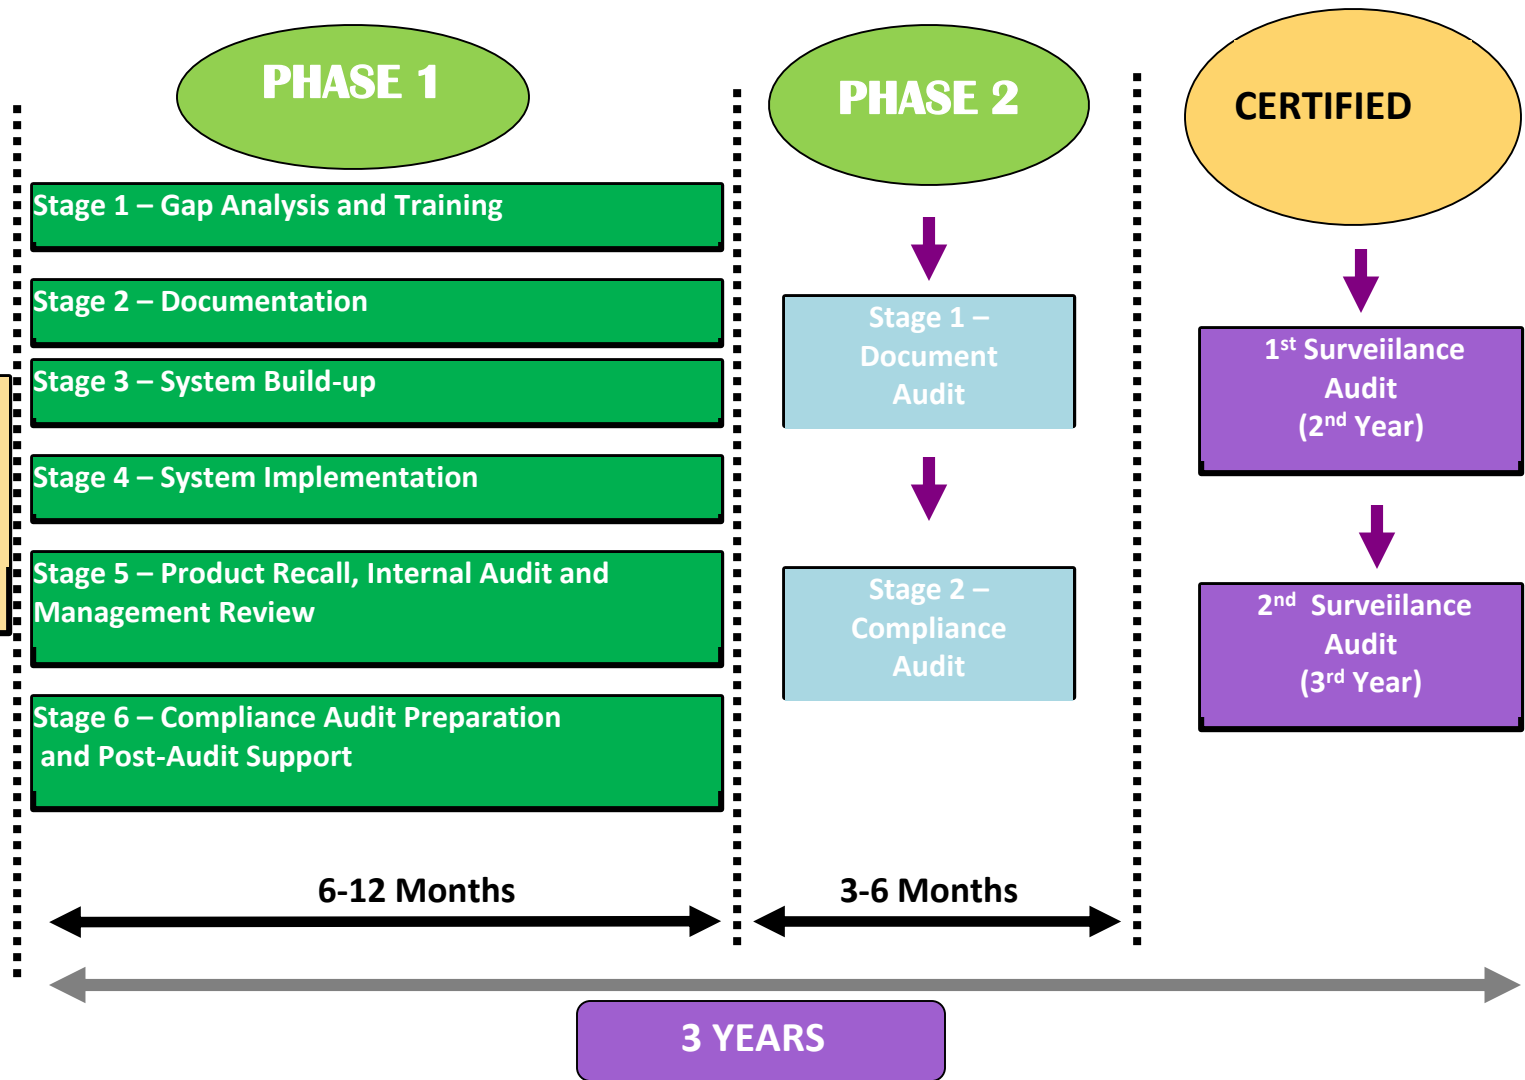 PHASE 1
Stage 1 – Gap Analysis and Training
Stage 2 – Documentation
Stage 3 – System Build-up
Stage 4 – System Implementation
Stage 5 – Product Recall, Internal Audit and
Management Review
Stage 6 – Compliance Audit Preparation
and Post-Audit Support
6-12 Months
PHASE 2
Stage 1 –
Document
Audit
Stage 2 –
Compliance
Audit
3-6 Months
CERTIFIED
1st Surveiilance
Audit
(2nd Year)
2nd Surveiilance
Audit
(3rd Year)
3 YEARS